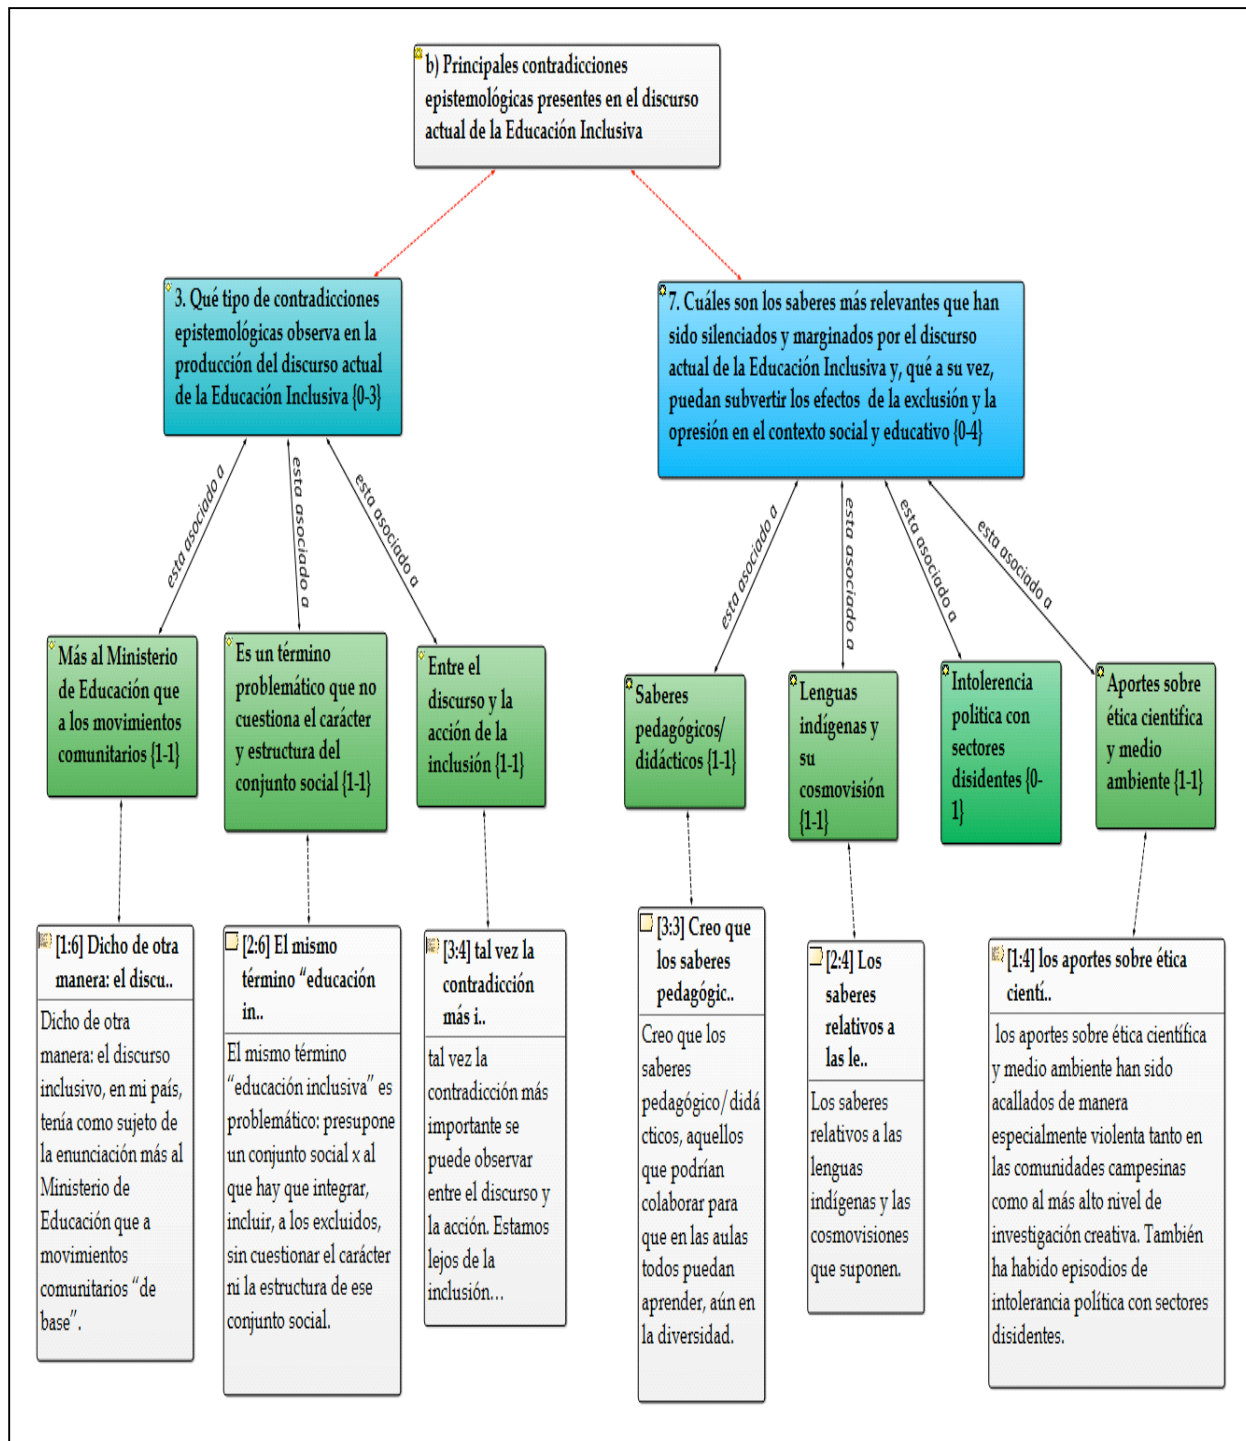 b) Principales contradicciones
epistemológicas presentes en el discurso
actual de la Educación Inclusiva
3. Qué tipo de contradicciones
epistemológicas observa en la
producción del discurso actual
de la Educación Inclusiva {0-3}
7. Cuáles son los saberes más relevantes que han
sido silenciados y marginados por el discurso
actual de la Educación Inclusiva y, qué a su vez,
puedan subvertir los efectos de la exclusión y la
opresión en el contexto social y educativo {0-4}
esta asociado a
esta asociado a
esta asociado a
esta asociado a
esta asociado a
esta asociado a
esta asociado a
Más al Ministerio
de Educación que
a los movimientos
comunitarios {1-1}
Es un término
problemático que no
cuestiona el carácter
y estructura del
conjunto social {1-1}
Entre el
discurso y la
acción de la
inclusión {1-1}
Saberes
pedagógicos/
didácticos {1-1}
Lenguas
indígenas y
su
cosmovisión
{1-1}
Intolerencia
política con
sectores
disidentes {0-
1}
Aportes sobre
ética científica
y medio
ambiente {1-1}
[1:6] Dicho de otra
manera: el discu..
Dicho de otra
manera: el discurso
inclusivo, en mi país,
tenía como sujeto de
la enunciación más al
Ministerio de
Educación que a
movimientos
comunitarios “de
base”.
[2:6] El mismo
término “educación
in..
El mismo término
“educación inclusiva” es
problemático: presupone
un conjunto social x al
que hay que integrar,
incluir, a los excluidos,
sin cuestionar el carácter
ni la estructura de ese
conjunto social.
[3:4] tal vez la
contradicción
más i..
tal vez la
contradicción más
importante se
puede observar
entre el discurso y
la acción. Estamos
lejos de la
inclusión…
[3:3] Creo que
los saberes
pedagógic..
Creo que los
saberes
pedagógico/didá
cticos, aquellos
que podrían
colaborar para
que en las aulas
todos puedan
aprender, aún en
la diversidad.
[2:4] Los
saberes
relativos a
las le..
Los saberes
relativos a las
lenguas
indígenas y las
cosmovisiones
que suponen.
[1:4] los aportes sobre ética
cientí..
los aportes sobre ética científica
y medio ambiente han sido
acallados de manera
especialmente violenta tanto en
las comunidades campesinas
como al más alto nivel de
investigación creativa. También
ha habido episodios de
intolerancia política con sectores
disidentes.